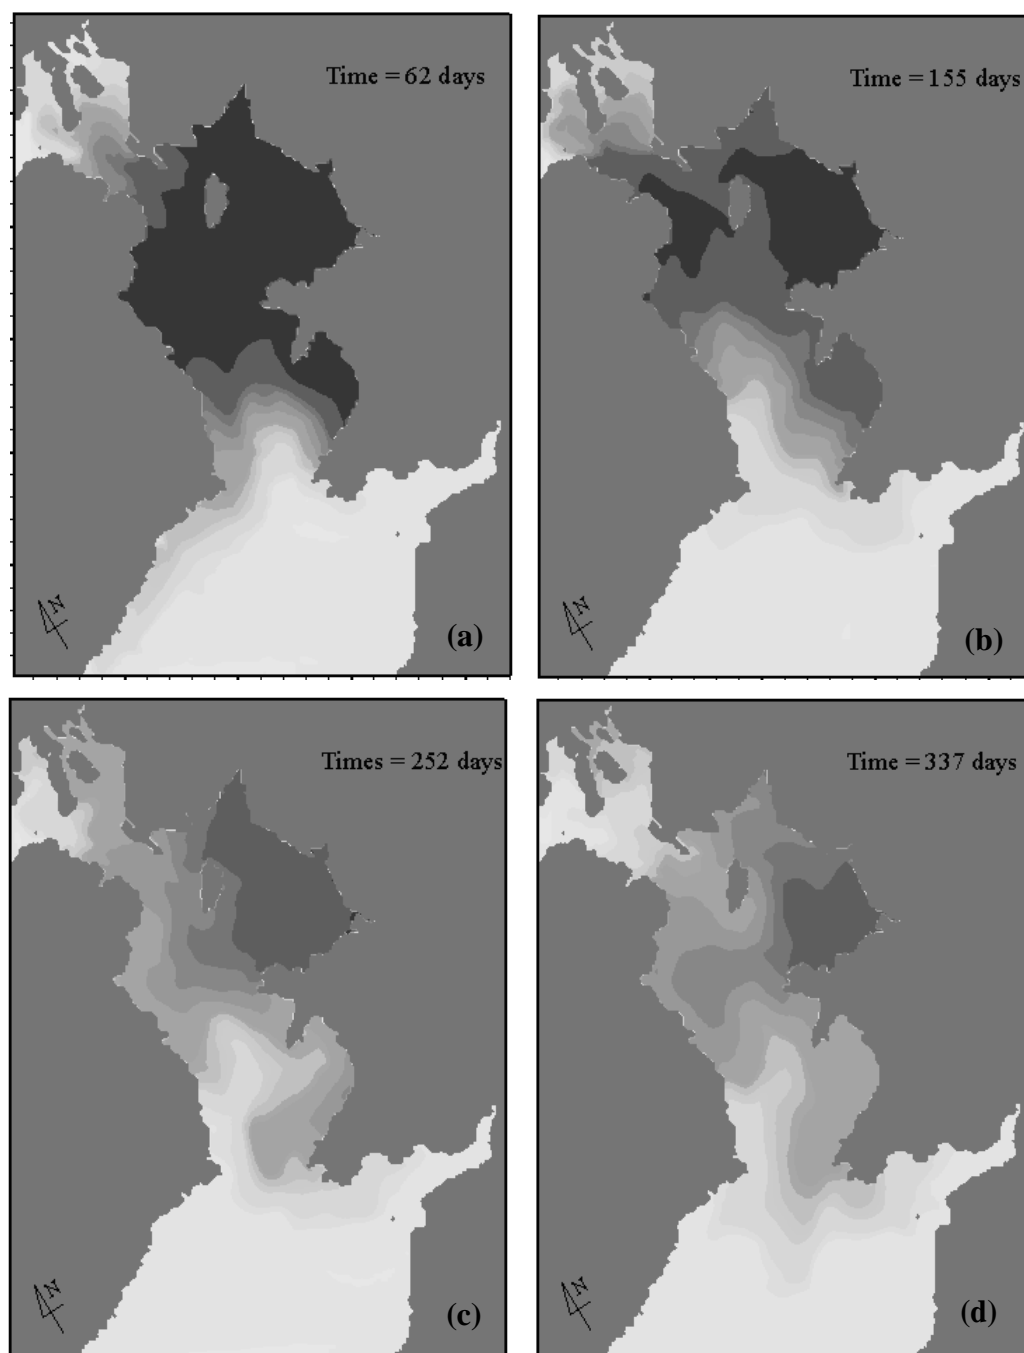 Time = 62 days
N
(a)
Time = 155 days
N
(b)
Times = 252 days
N
(c)
Time = 337 days
N
(d)